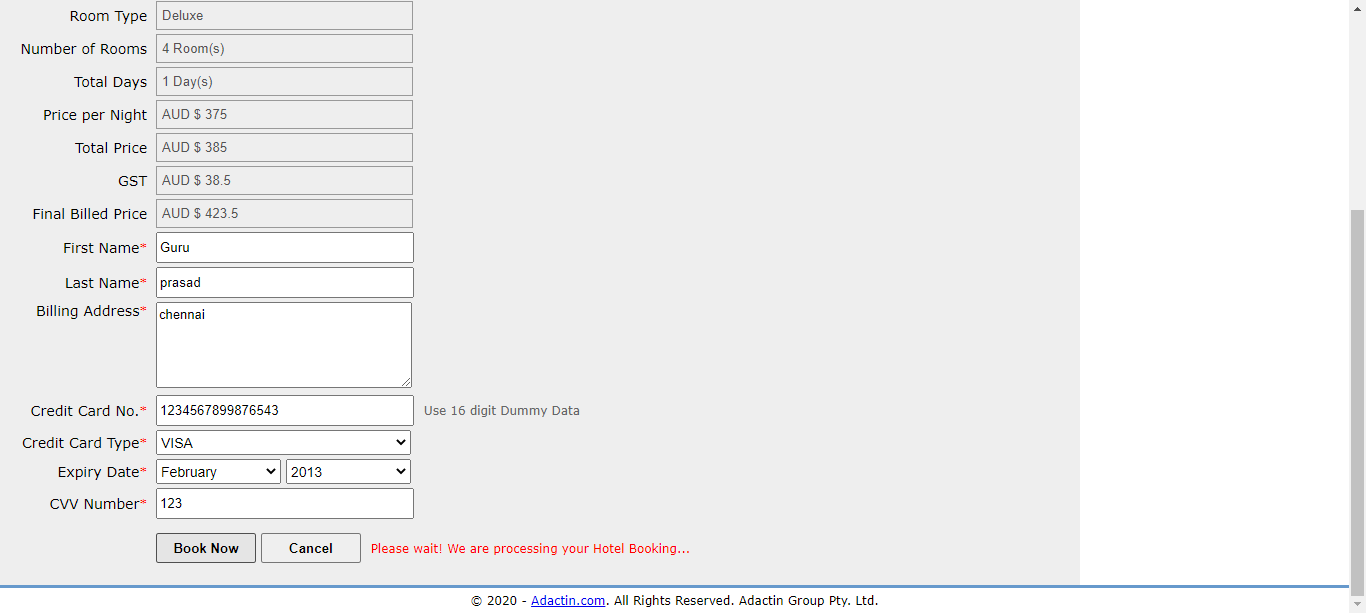 Room Type Deluxe
Number of Rooms 4 Room(s)
Total Days 1 Day(s)
Price per Night AUD $ 375
Total Price AUD $ 385
GST AUD $ 38.5
Final Billed Price AUD $ 423.5
First Name* Guru
Last Name* prasad
Billing Address* chennai
Credit Card No.* 1234567899876543 Use 16 digit Dummy Data
Credit Card Type* VISA
Expiry Date* February 2013
CVV Number* 123
Book Now Cancel Please wait! We are processing your Hotel Booking...
© 2020 - Adactin.com. All Rights Reserved. Adactin Group Pty. Ltd.